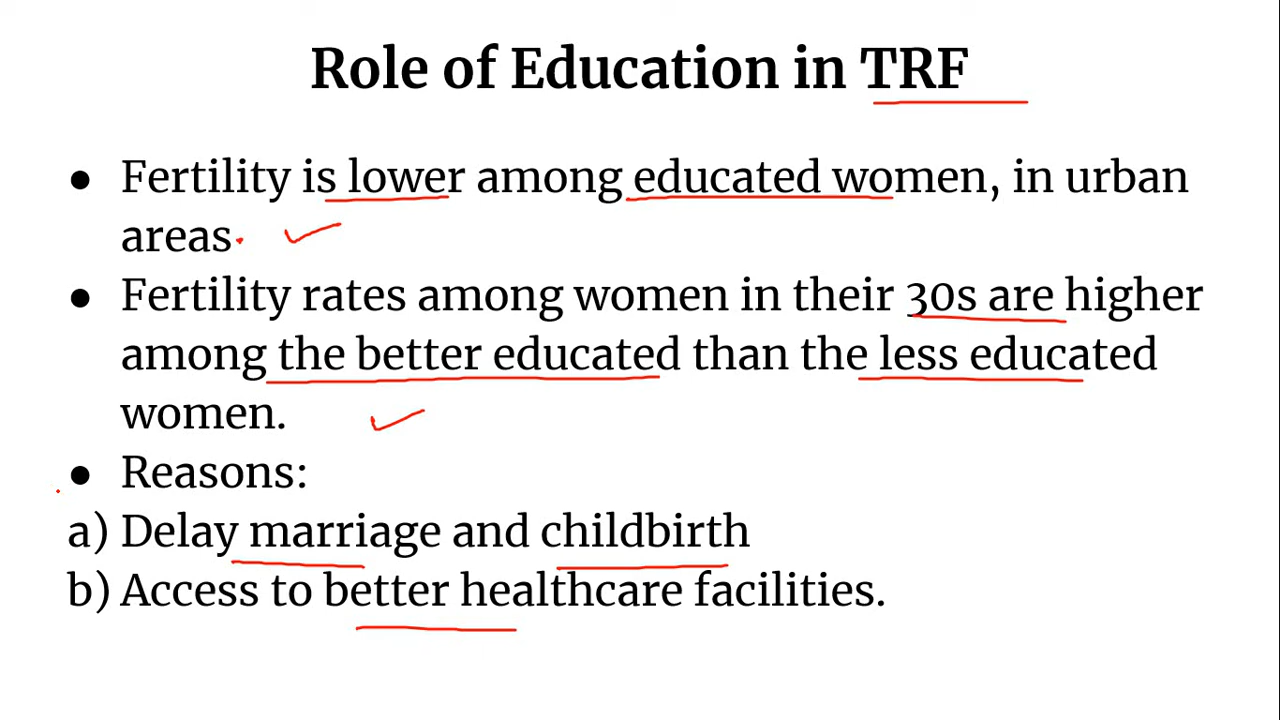 Role of Education in TRF
● Fertility is lower among educated women, in urban
areas.
● Fertility rates among women in their 30s are higher
among the better educated than the less educated
women.
● Reasons:
a) Delay marriage and childbirth
b) Access to better healthcare facilities.